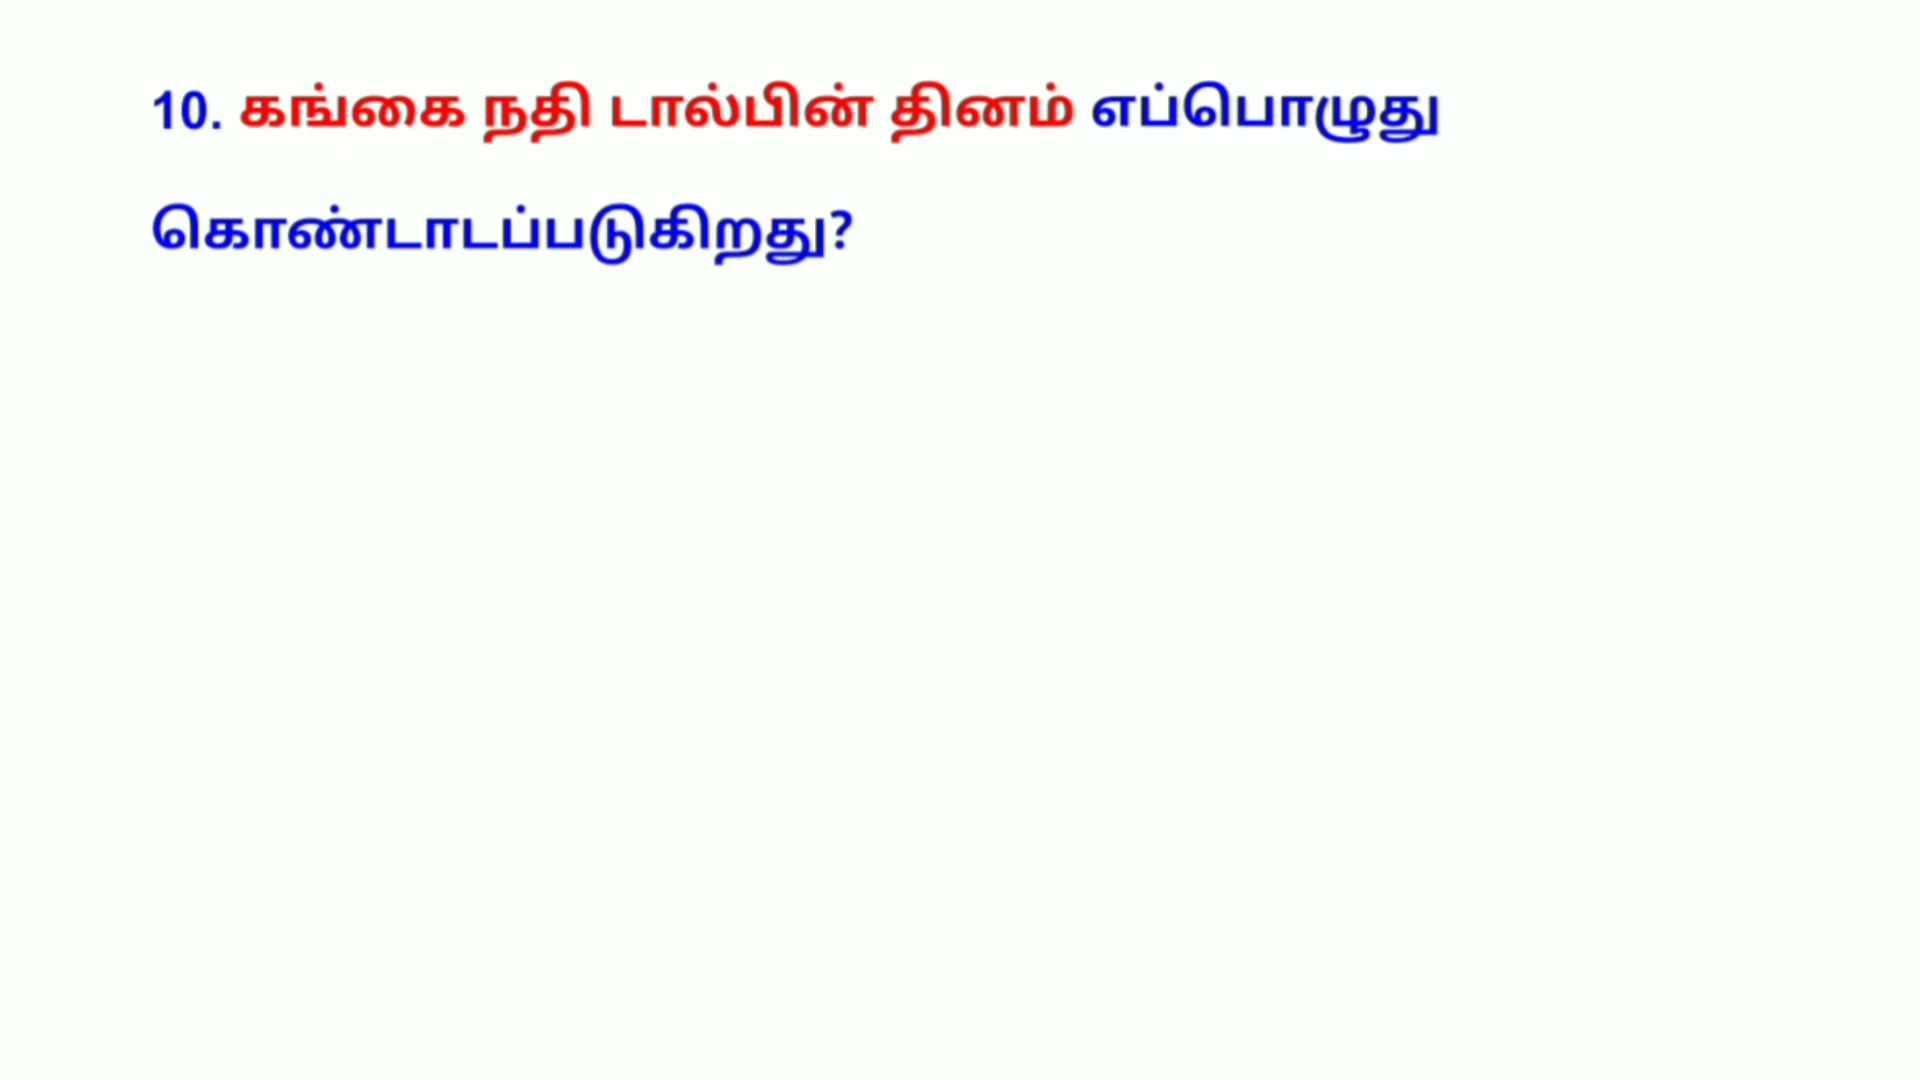 10. கங்கை நதி டால்பின் தினம் எப்பொழுது
கொண்டாடப்படுகிறது?